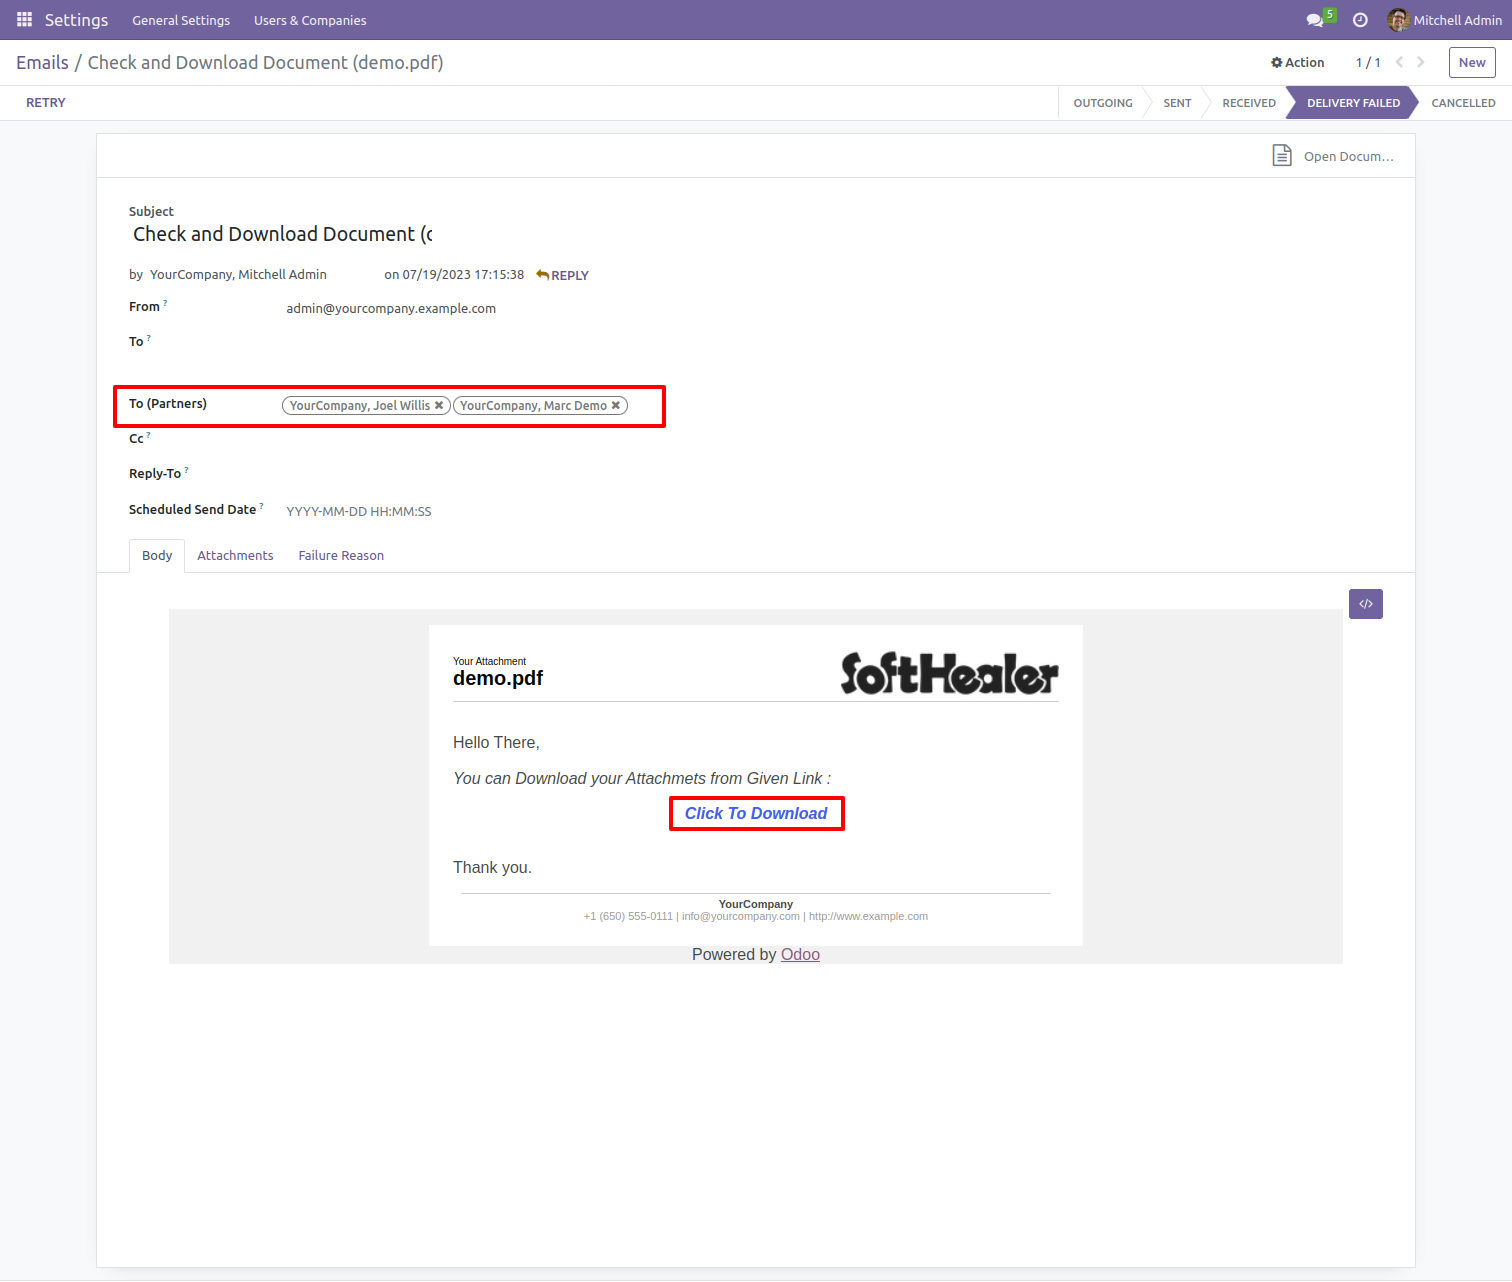 Settings General Settings Users & Companies 5 Mitchell Admin
Emails / Check and Download Document (demo.pdf) Action 1 / 1 New
RETRY OUTGOING SENT RECEIVED DELIVERY FAILED CANCELLED
Open Docum...
Subject
Check and Download Document (
by YourCompany, Mitchell Admin on 07/19/2023 17:15:38 REPLY
From ? admin@yourcompany.example.com
To ?
To (Partners) YourCompany, Joel Willis ✖ YourCompany, Marc Demo ✖
Cc ?
Reply-To ?
Scheduled Send Date ? YYYY-MM-DD HH:MM:SS
Body Attachments Failure Reason
</>
Your Attachment
demo.pdf
SoftHealer
Hello There,
You can Download your Attachmets from Given Link :
Click To Download
Thank you.
YourCompany
+1 (650) 555-0111 | info@yourcompany.com | http://www.example.com
Powered by Odoo